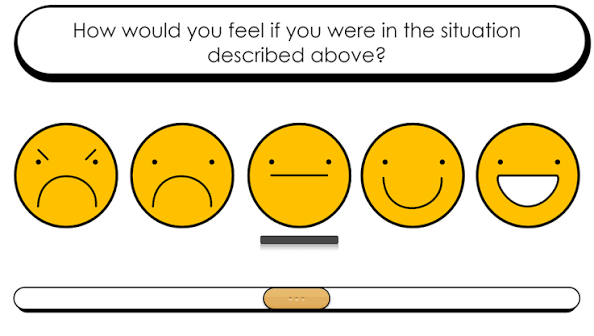 How would you feel if you were in the situation
described above?